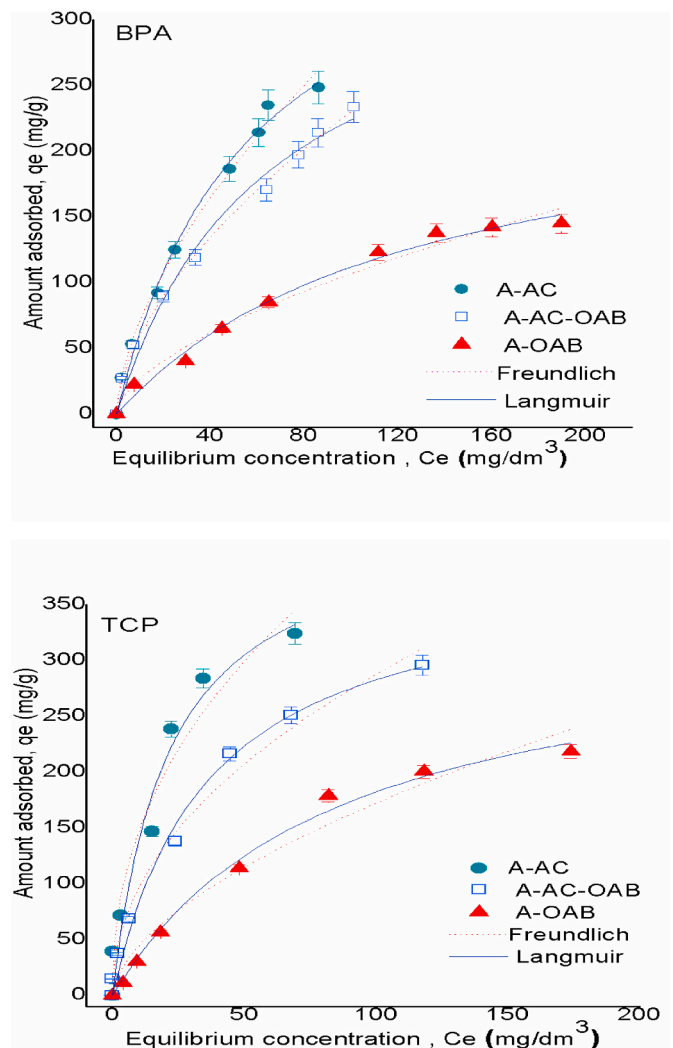 300
BPA
250
200
150
100
50
0
Amount adsorbed, qe (mg/g)
A-AC
A-AC-OAB
A-OAB
Freundlich
Langmuir
0 40 80 120 160 200
Equilibrium concentration , Ce (mg/dm³)
350
TCP
300
250
200
150
100
50
0
Amount adsorbed, qe (mg/g)
A-AC
A-AC-OAB
A-OAB
Freundlich
Langmuir
0 50 100 150 200
Equilibrium concentration , Ce (mg/dm³)